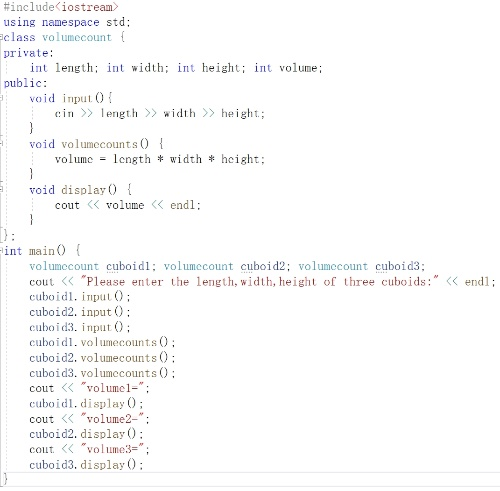 #include<iostream>
using namespace std;
class volumecount {
private:
    int length; int width; int height; int volume;
public:
    void input(){
        cin >> length >> width >> height;
    }
    void volumecounts() {
        volume = length * width * height;
    }
    void display() {
        cout << volume << endl;
    }
};
int main() {
    volumecount cuboid1; volumecount cuboid2; volumecount cuboid3;
    cout << "Please enter the length,width,height of three cuboids:" << endl;
    cuboid1.input();
    cuboid2.input();
    cuboid3.input();
    cuboid1.volumecounts();
    cuboid2.volumecounts();
    cuboid3.volumecounts();
    cout << "volume1=";
    cuboid1.display();
    cout << "volume2-";
    cuboid2.display();
    cout << "volume3=";
    cuboid3.display();
}